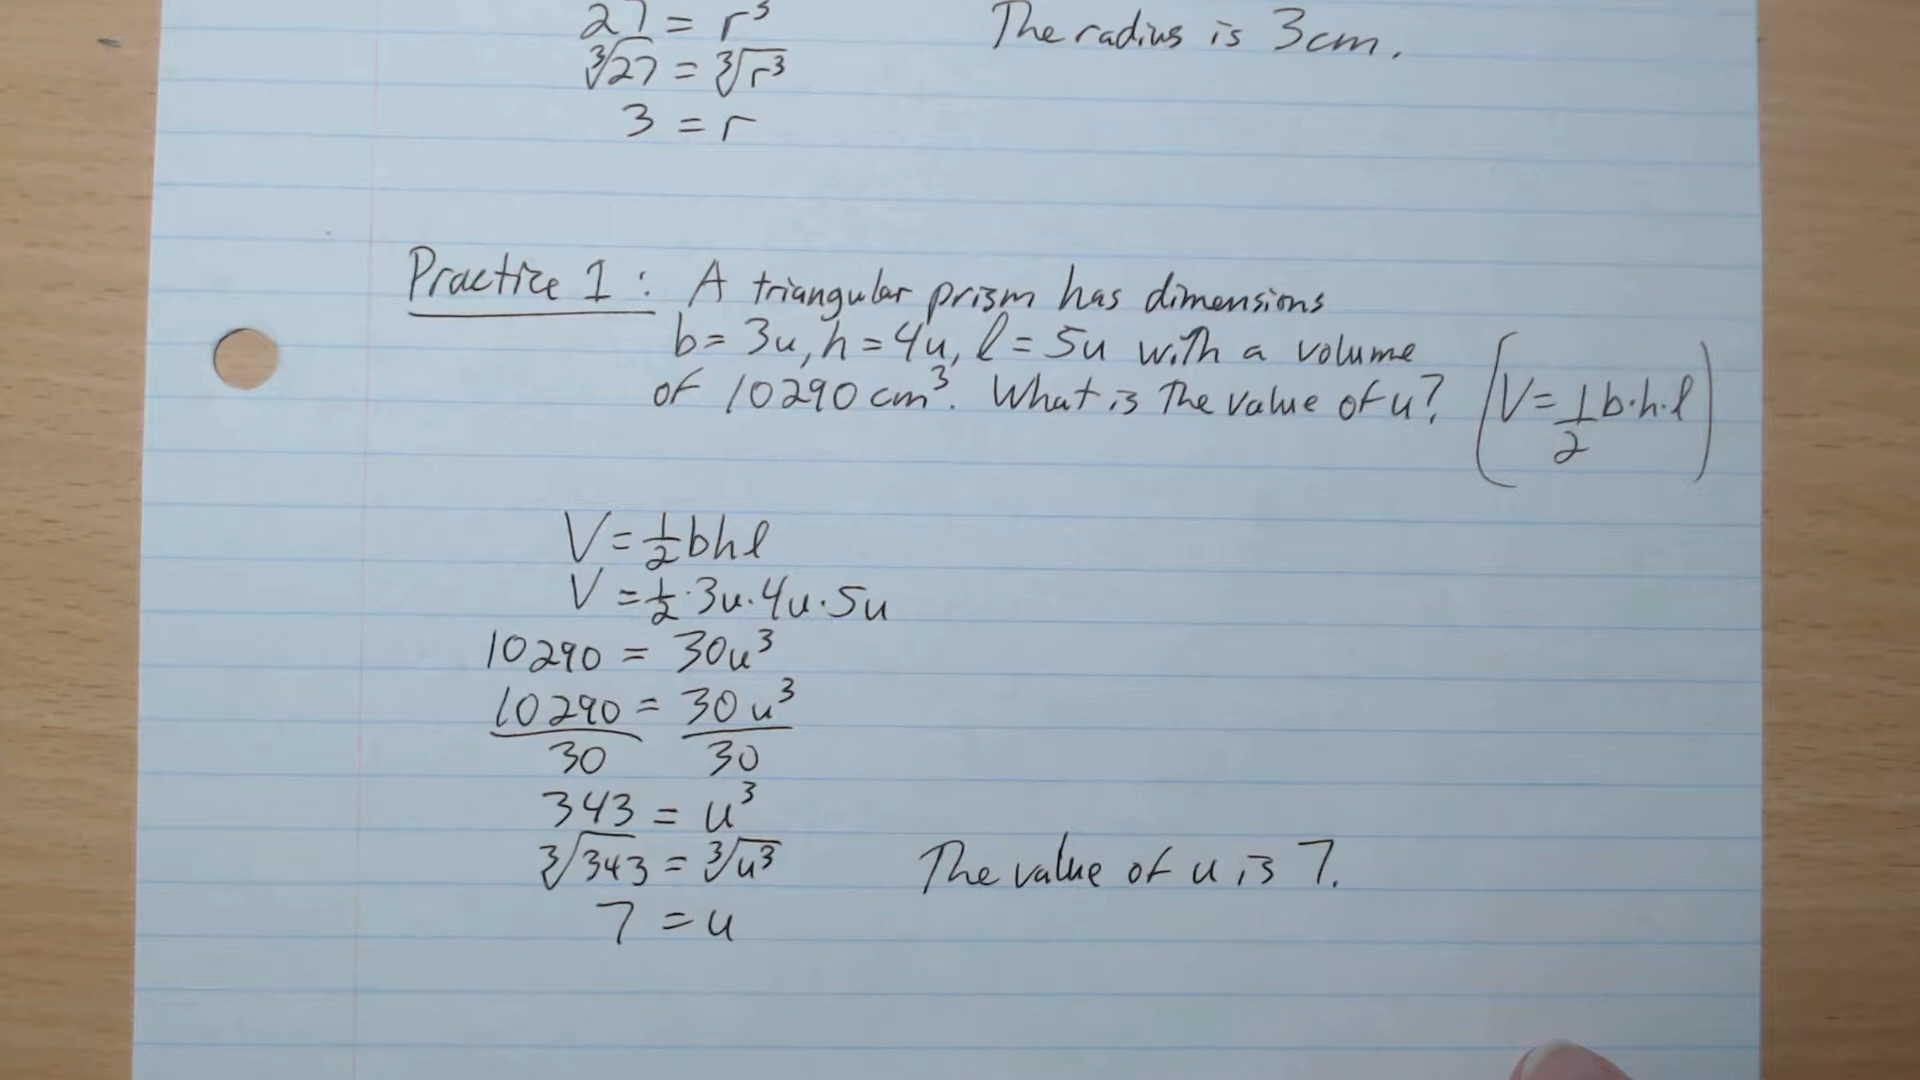 27 = r³
∛27 = ∛r³
3 = r
The radius is 3cm.
Practice 1: A triangular prism has dimensions
b = 3u, h = 4u, l = 5u with a volume
of 10290 cm³. What is the value of u? (V = 1/2 b·h·l)
V = 1/2 bhl
V = 1/2 · 3u · 4u · 5u
10290 = 30u³
10290/30 = 30u³/30
343 = u³
∛343 = ∛u³
7 = u
The value of u is 7.